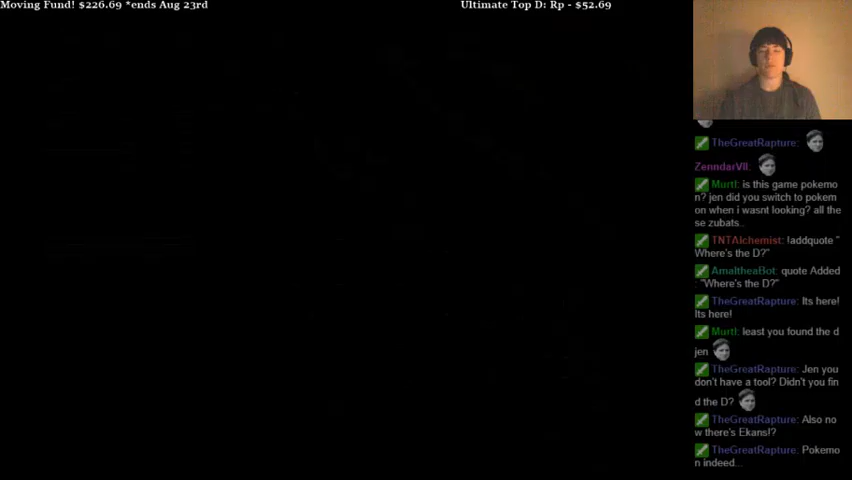 Moving Fund! $226.69 *ends Aug 23rd
Ultimate Top D: Rp - $52.69
TheGreatRapture:
ZenndarVII:
Murtl: is this game pokemo
n? jen did you switch to pokem
on when i wasnt looking? all the
se zubats..
TNTAlchemist: !addquote "
Where's the D?"
AmaltheaBot: quote Added
: "Where's the D?"
TheGreatRapture: Its here!
Its here!
Murtl: least you found the d
jen
TheGreatRapture: Jen you
don't have a tool? Didn't you fin
d the D?
TheGreatRapture: Also no
w there's Ekans!?
TheGreatRapture: Pokemo
n indeed...